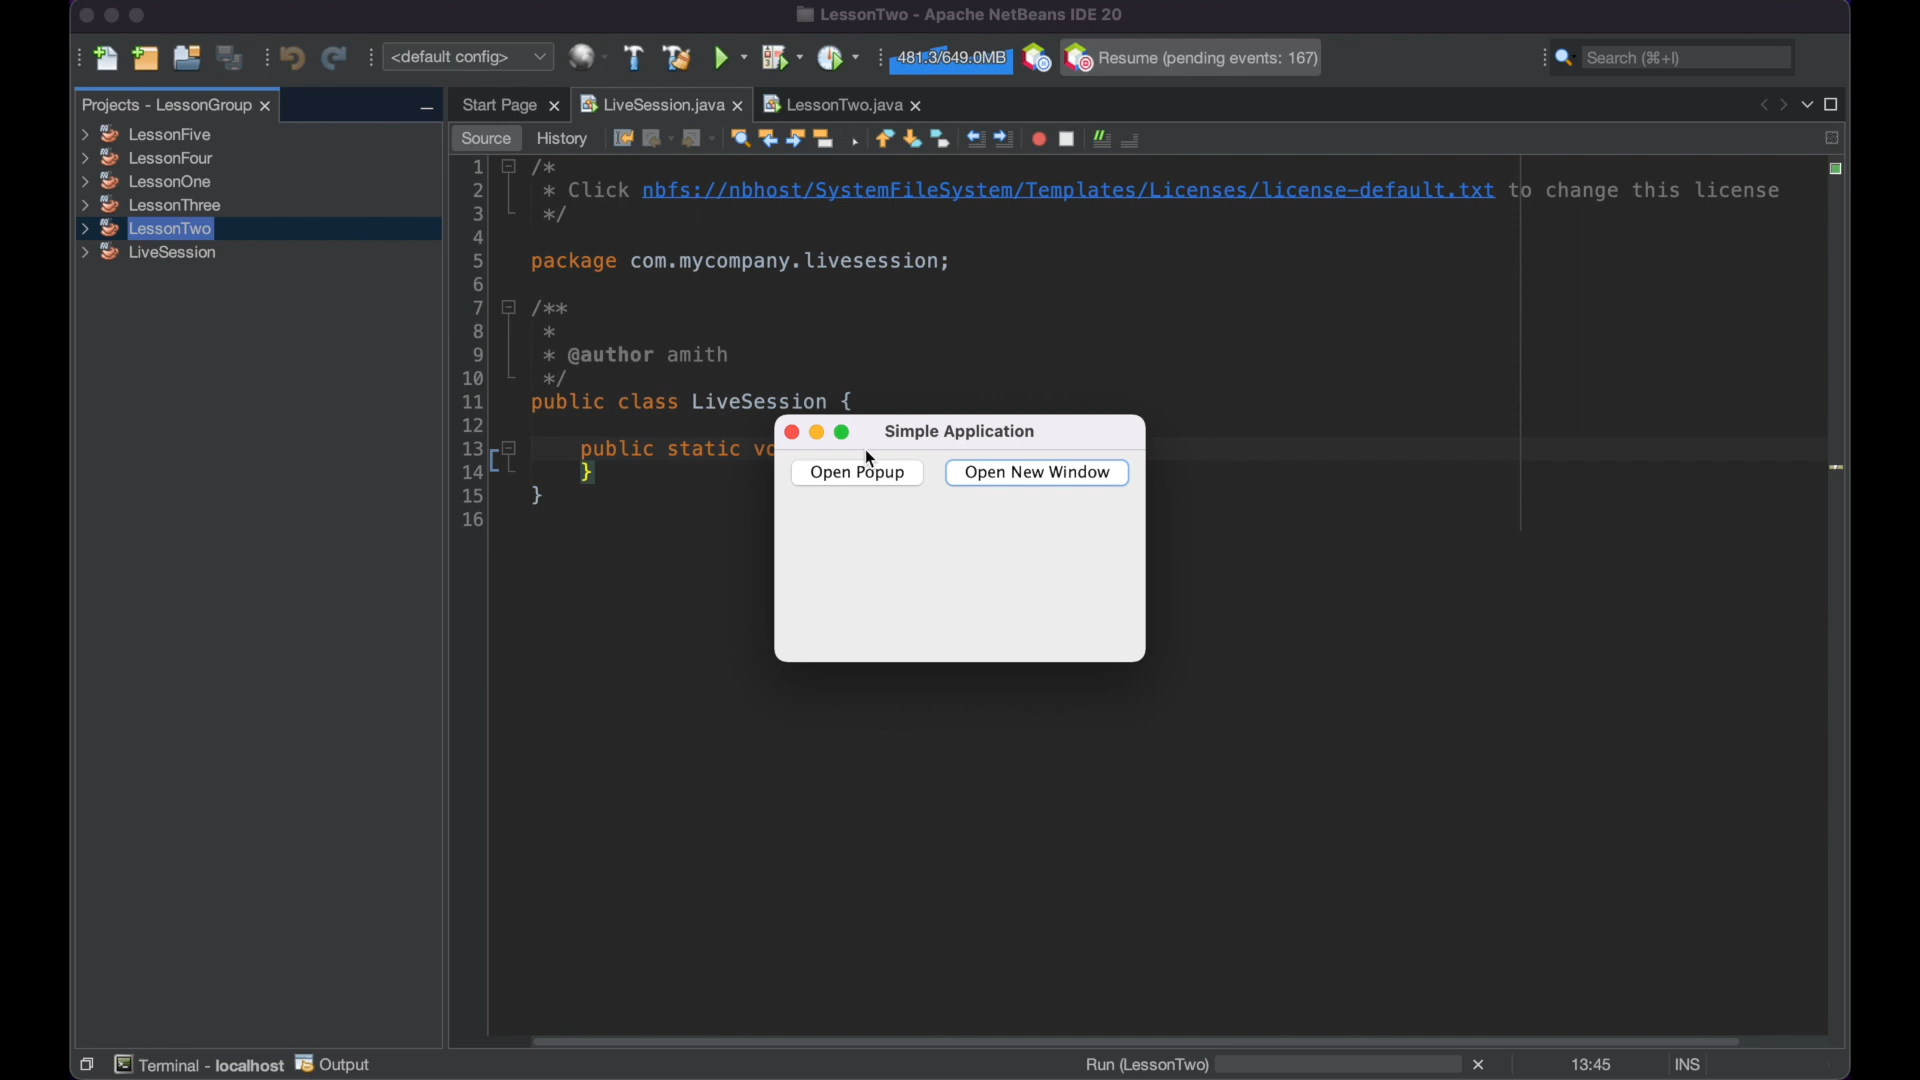 LessonTwo - Apache NetBeans IDE 20
<default config>
481.3/649.0MB
Resume (pending events: 167)
Search (⌘+I)
Projects - LessonGroup
Start Page
LiveSession.java
LessonTwo.java
LessonFive
LessonFour
LessonOne
LessonThree
LessonTwo
LiveSession
Source
History
1 /*
2 * Click nbfs://nbhost/SystemFileSystem/Templates/Licenses/license-default.txt to change this license
3 */
4
5 package com.mycompany.livesession;
6
7 /**
8 *
9 * @author amith
10 */
11 public class LiveSession {
12
13 public static vo
14 }
15 }
16
Simple Application
Open Popup
Open New Window
Terminal - localhost
Output
Run (LessonTwo)
13:45
INS